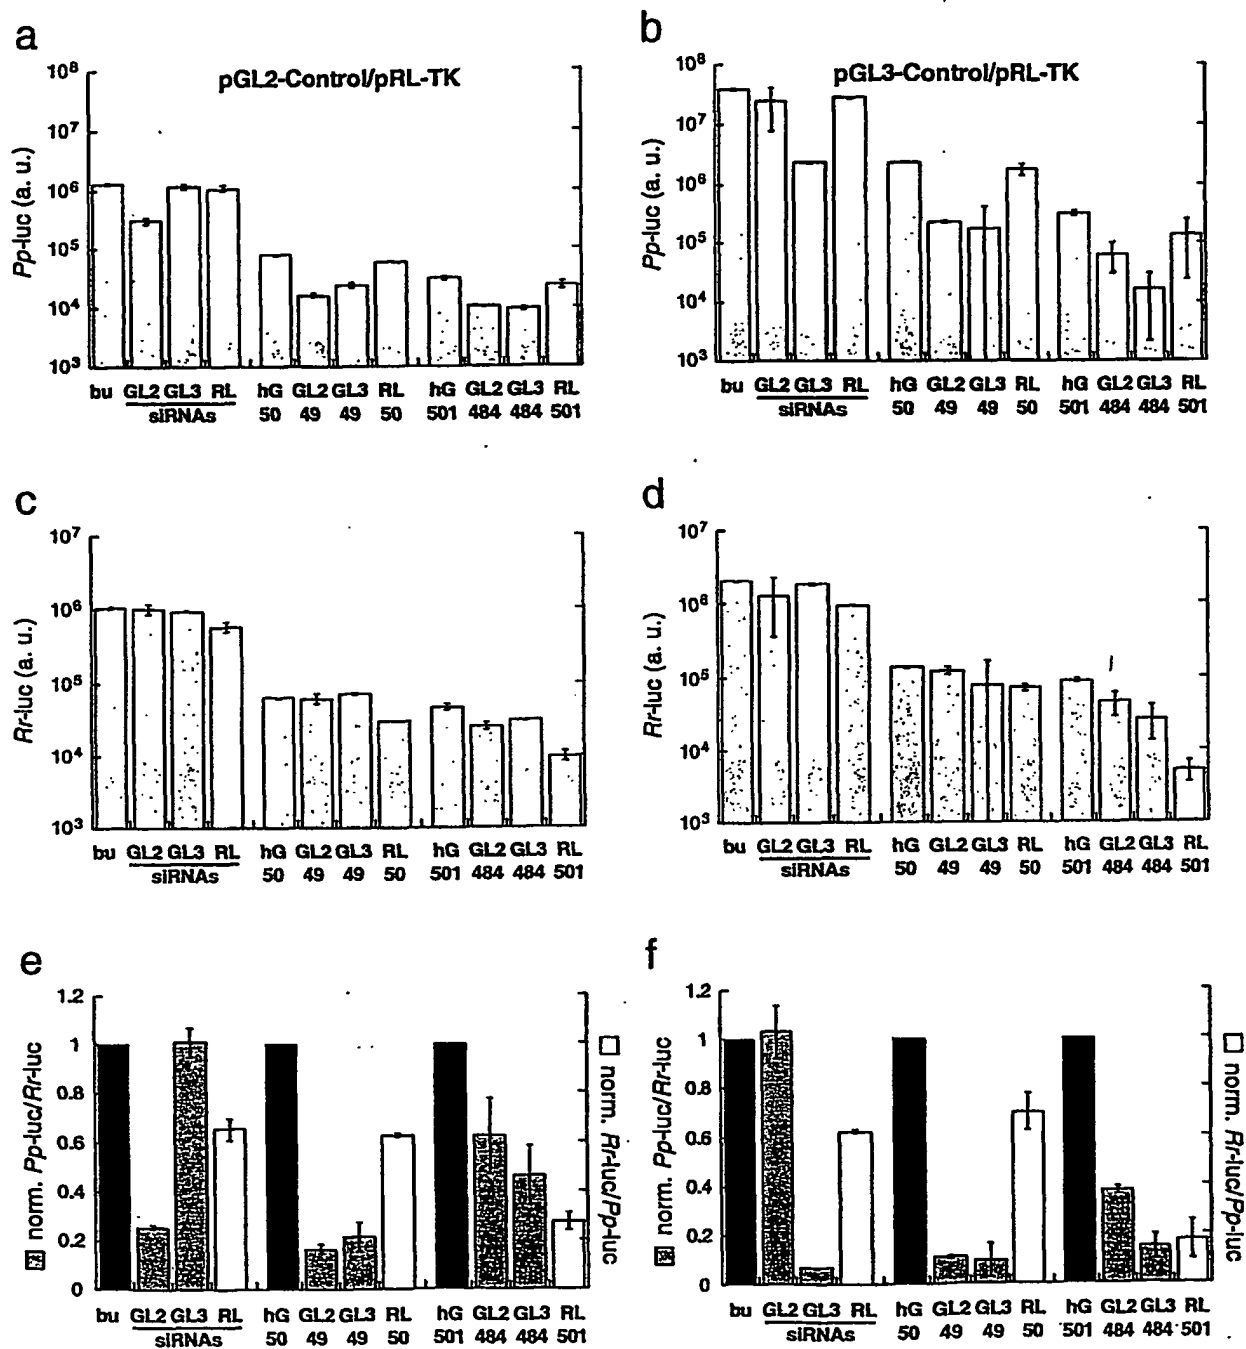 a
pGL2-Control/pRL-TK
Pp-luc (a. u.)
10⁸
10⁷
10⁶
10⁵
10⁴
10³
bu GL2 GL3 RL hG GL2 GL3 RL hG GL2 GL3 RL
siRNAs 50 49 49 50 501 484 484 501
b
pGL3-Control/pRL-TK
Pp-luc (a. u.)
10⁸
10⁷
10⁶
10⁵
10⁴
10³
bu GL2 GL3 RL hG GL2 GL3 RL hG GL2 GL3 RL
siRNAs 50 49 49 50 501 484 484 501
c
Rr-luc (a. u.)
10⁷
10⁶
10⁵
10⁴
10³
bu GL2 GL3 RL hG GL2 GL3 RL hG GL2 GL3 RL
siRNAs 50 49 49 50 501 484 484 501
d
Rr-luc (a. u.)
10⁷
10⁶
10⁵
10⁴
10³
bu GL2 GL3 RL hG GL2 GL3 RL hG GL2 GL3 RL
siRNAs 50 49 49 50 501 484 484 501
e
norm. Pp-luc/Rr-luc
1.2
1
0.8
0.6
0.4
0.2
0
norm. Rr-luc/Pp-luc
bu GL2 GL3 RL hG GL2 GL3 RL hG GL2 GL3 RL
siRNAs 50 49 49 50 501 484 484 501
f
norm. Pp-luc/Rr-luc
1.2
1
0.8
0.6
0.4
0.2
0
norm. Rr-luc/Pp-luc
bu GL2 GL3 RL hG GL2 GL3 RL hG GL2 GL3 RL
siRNAs 50 49 49 50 501 484 484 501